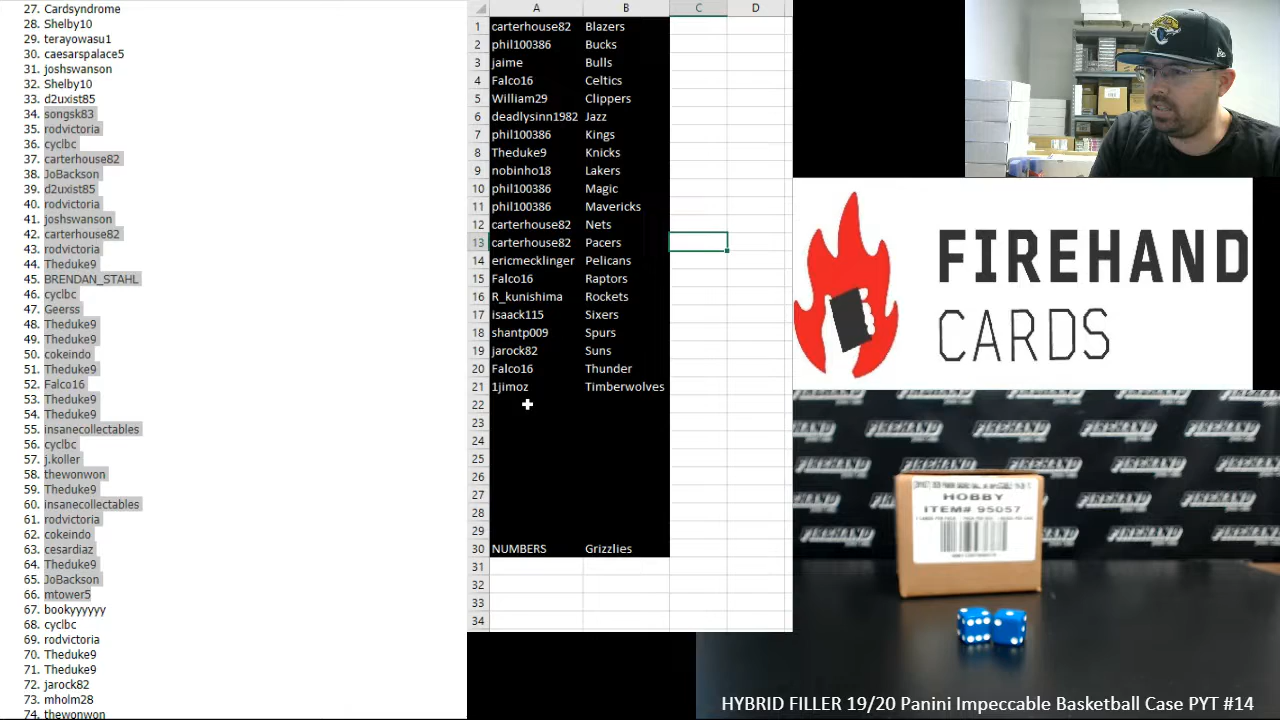 27. Cardsyndrome
28. Shelby10
29. terayowasu1
30. caesarspalace5
31. joshswanson
32. Shelby10
33. d2uxist85
34. songsk83
35. rodvictoria
36. cyclbc
37. carterhouse82
38. JoBackson
39. d2uxist85
40. rodvictoria
41. joshswanson
42. carterhouse82
43. rodvictoria
44. Theduke9
45. BRENDAN_STAHL
46. cyclbc
47. Geerss
48. Theduke9
49. Theduke9
50. cokeindo
51. Theduke9
52. Falco16
53. Theduke9
54. Theduke9
55. insanecollectables
56. cyclbc
57. j.koller
58. thewonwon
59. Theduke9
60. insanecollectables
61. rodvictoria
62. cokeindo
63. cesardiaz
64. Theduke9
65. JoBackson
66. mtower5
67. bookyyyyyy
68. cyclbc
69. rodvictoria
70. Theduke9
71. Theduke9
72. jarock82
73. mholm28
74. thewonwon
A B C D
1 carterhouse82 Blazers
2 phil100386 Bucks
3 jaime Bulls
4 Falco16 Celtics
5 William29 Clippers
6 deadlysinn1982 Jazz
7 phil100386 Kings
8 Theduke9 Knicks
9 nobinho18 Lakers
10 phil100386 Magic
11 phil100386 Mavericks
12 carterhouse82 Nets
13 carterhouse82 Pacers
14 ericmecklinger Pelicans
15 Falco16 Raptors
16 R_kunishima Rockets
17 isaack115 Sixers
18 shantp009 Spurs
19 jarock82 Suns
20 Falco16 Thunder
21 1jimoz Timberwolves
22
23
24
25
26
27
28
29
30 NUMBERS Grizzlies
31
32
33
34
FIREHAND
CARDS
HOBBY
ITEM# 95057
FIREHAND
HYBRID FILLER 19/20 Panini Impeccable Basketball Case PYT #14